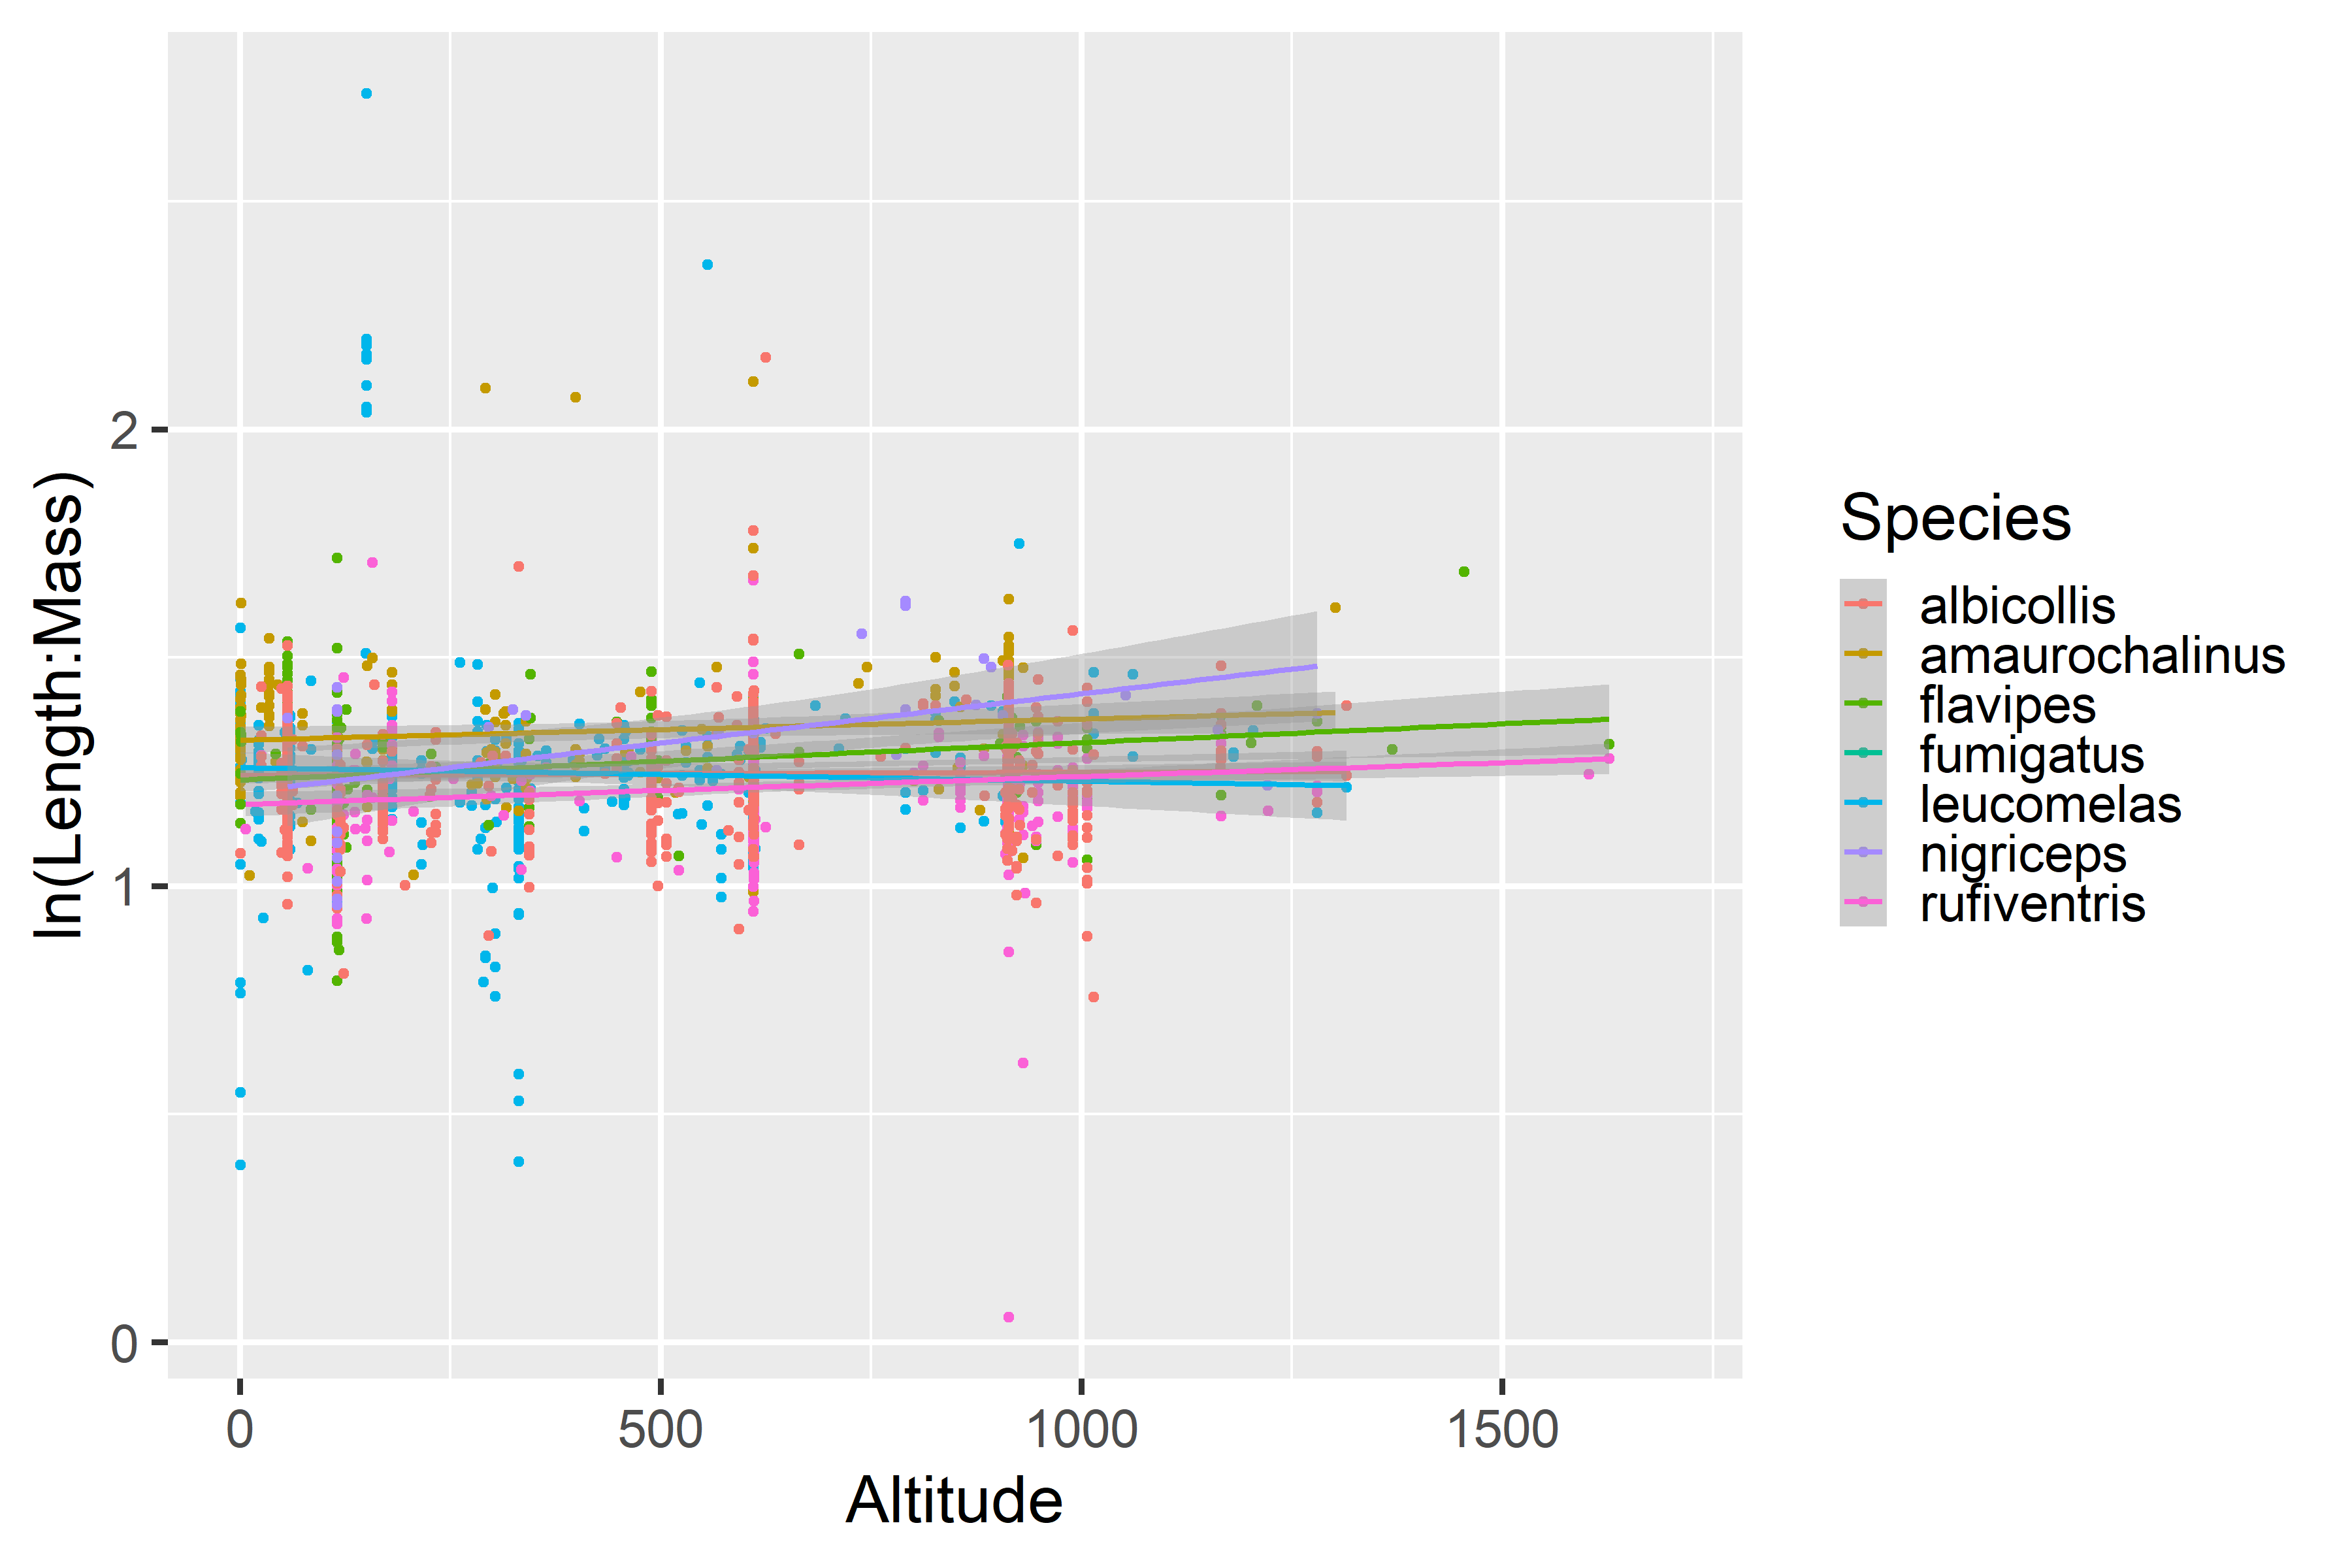 ln(Length:Mass)
2
1
0
0 500 1000 1500
Altitude
Species
albicollis
amaurochalinus
flavipes
fumigatus
leucomelas
nigriceps
rufiventris